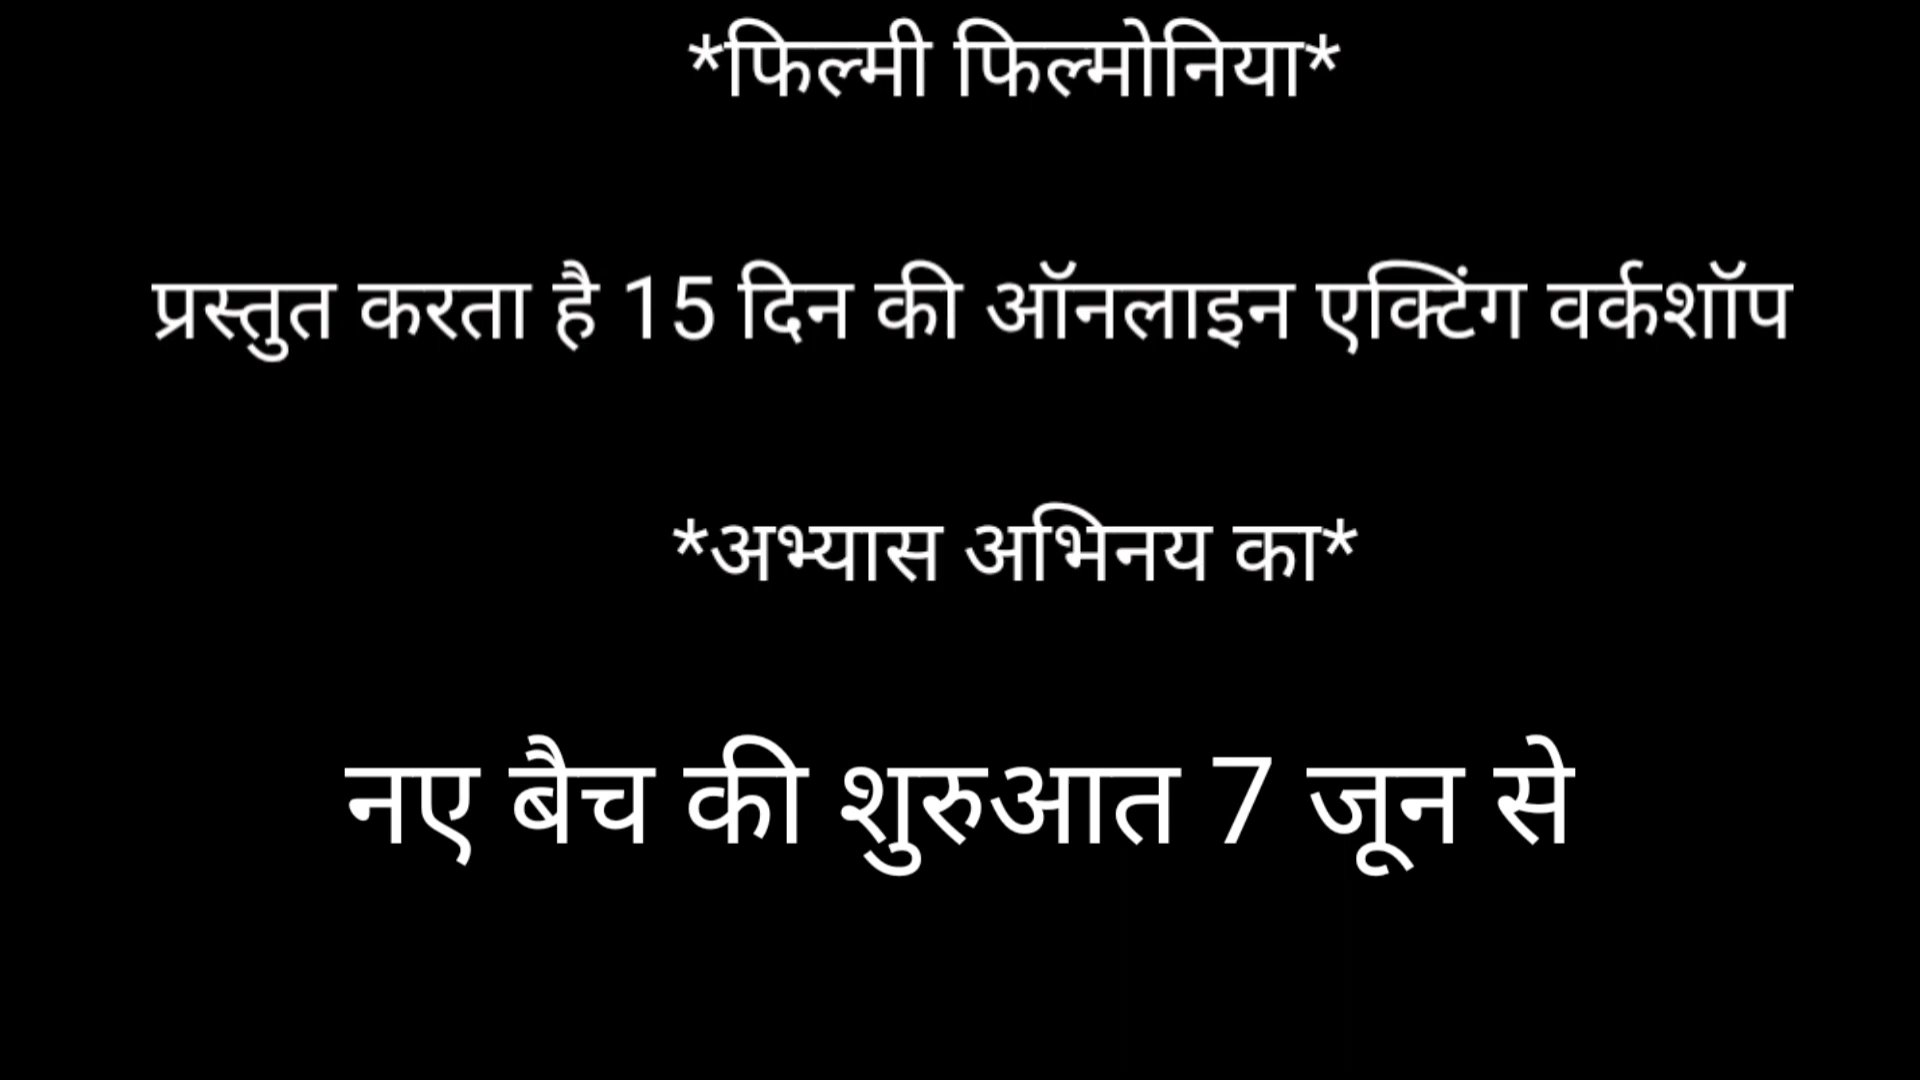 *फिल्मी फिल्मोनिया*
प्रस्तुत करता है 15 दिन की ऑनलाइन एक्टिंग वर्कशॉप
*अभ्यास अभिनय का*
नए बैच की शुरुआत 7 जून से